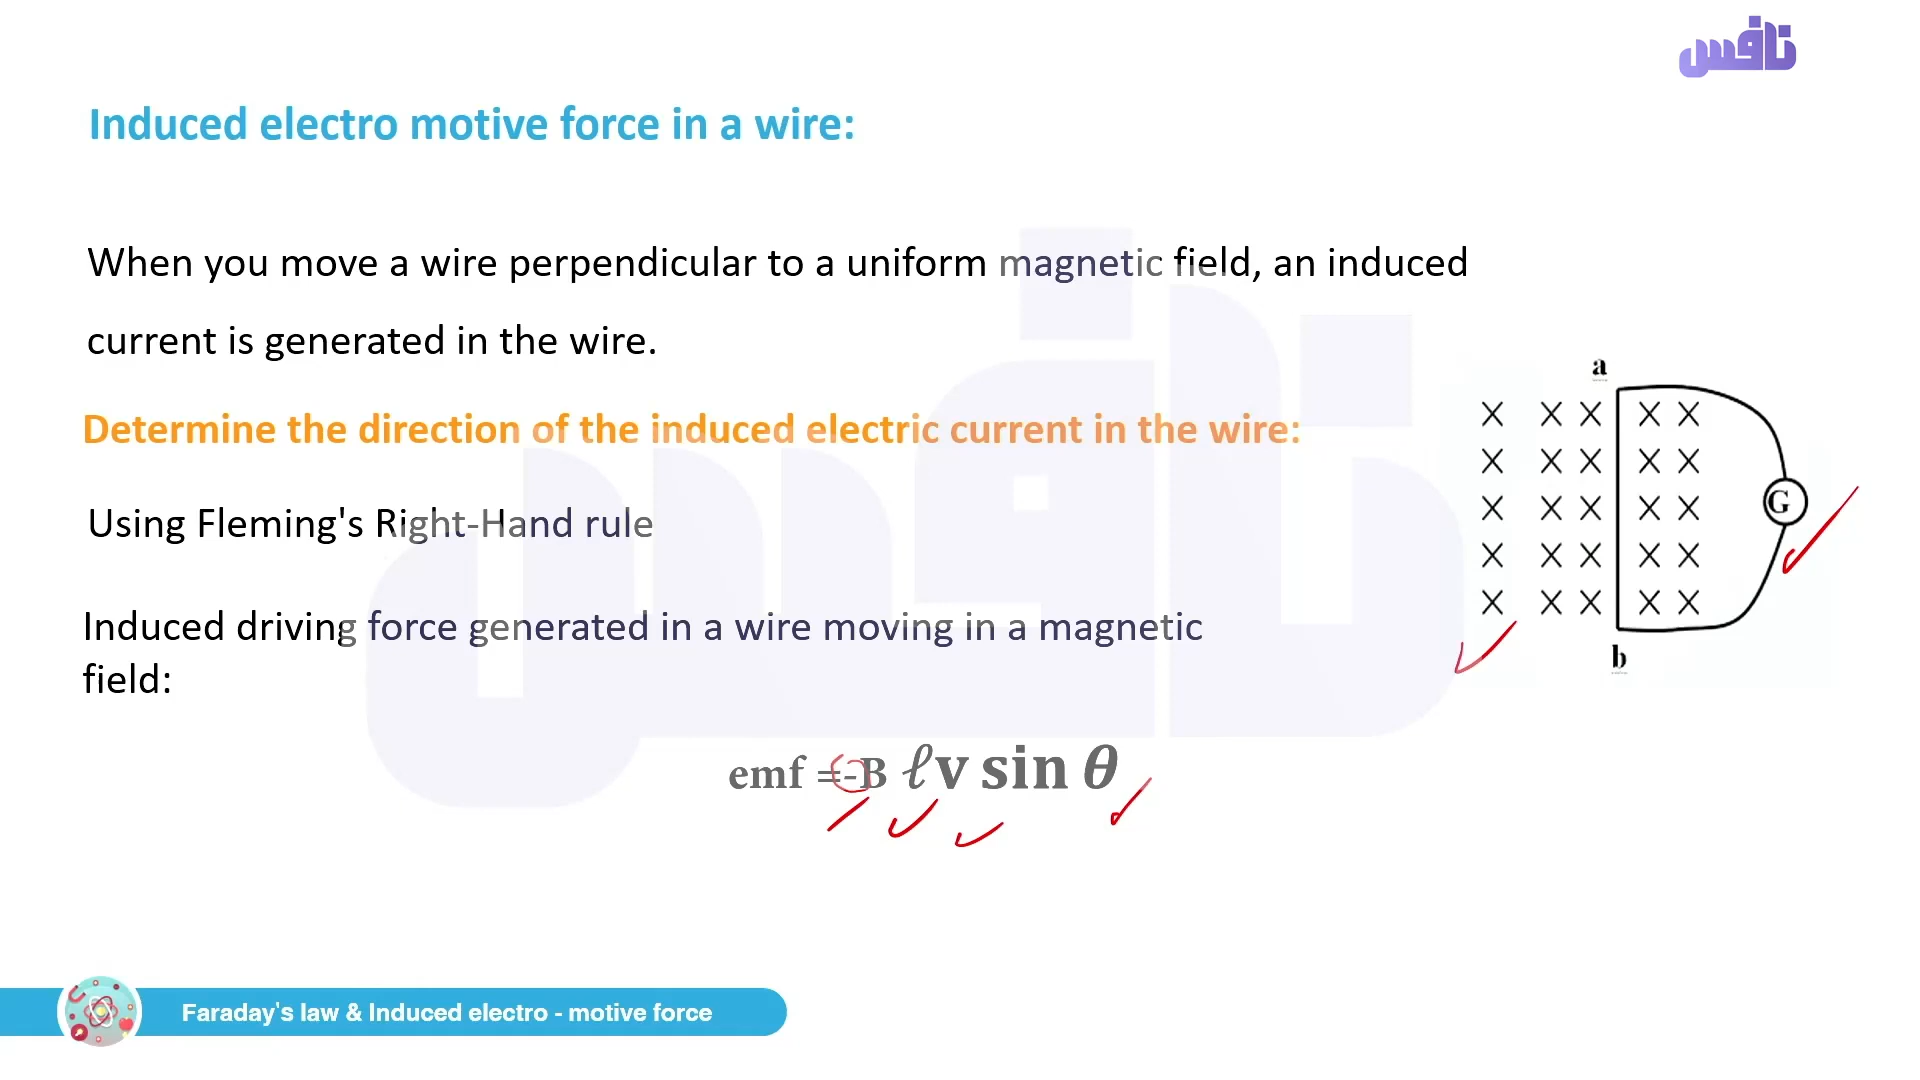 نافس
Induced electro motive force in a wire:
When you move a wire perpendicular to a uniform magnetic field, an induced
current is generated in the wire.
Determine the direction of the induced electric current in the wire:
Using Fleming's Right-Hand rule
Induced driving force generated in a wire moving in a magnetic
field:
emf =-B ℓv sin θ
a
X X X X X
X X X X X
X X X X X
G
X X X X X
X X X X X
b
Faraday's law & Induced electro - motive force